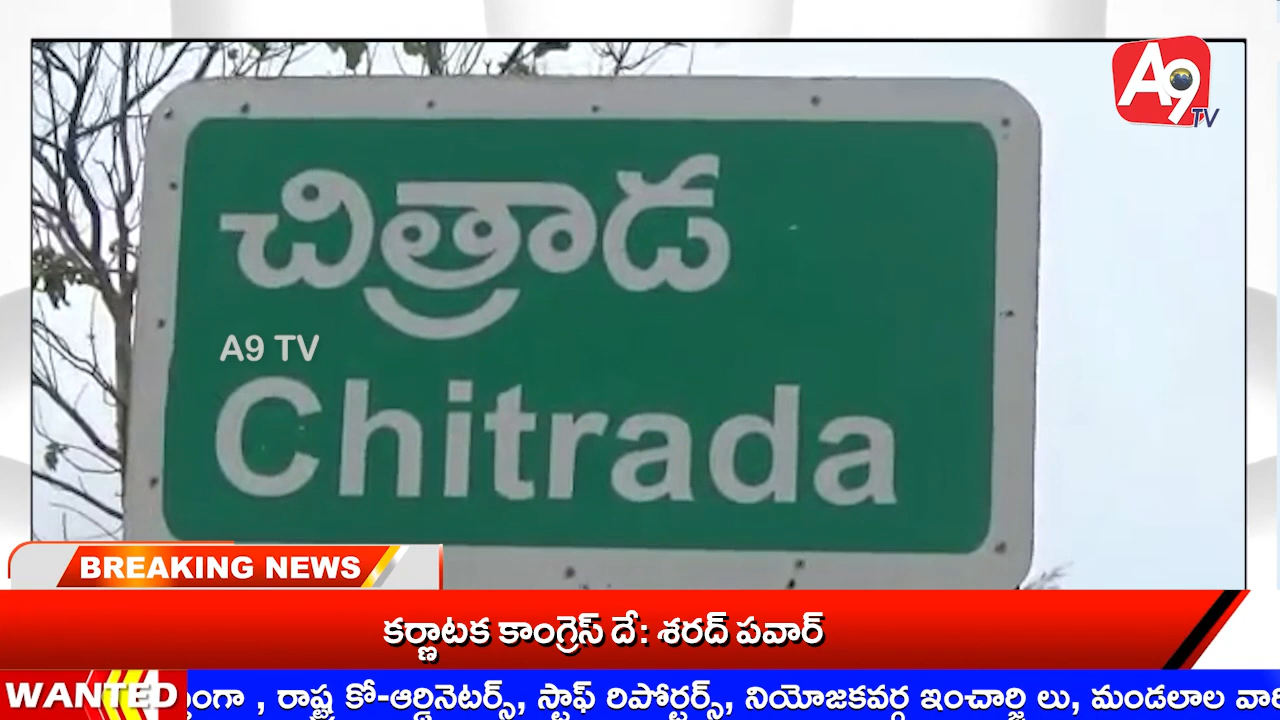 A9 TV
చిత్రాడ
A9 TV
Chitrada
BREAKING NEWS
కర్ణాటక కాంగ్రెస్ దే: శరద్ పవార్
WANTED , రాష్ట్ర కో-ఆర్డినెటర్స్, స్టాఫ్ రిపోర్టర్స్, నియోజకవర్గ ఇంచార్జి లు, మండలాల